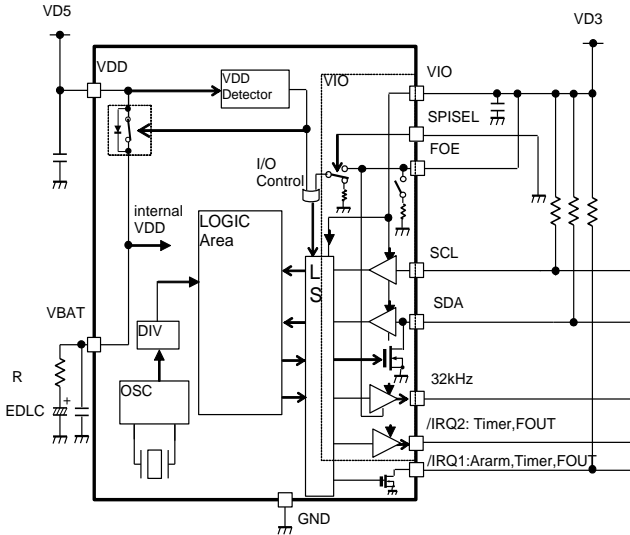 VD5
VD3
VDD
VDD
Detector
VIO
VIO
SPISEL
FOE
I/O
Control
internal
VDD
LOGIC
Area
L
S
SCL
SDA
VBAT
DIV
R
EDLC
+
OSC
32kHz
/IRQ2: Timer,FOUT
/IRQ1:Ararm,Timer,FOUT
GND